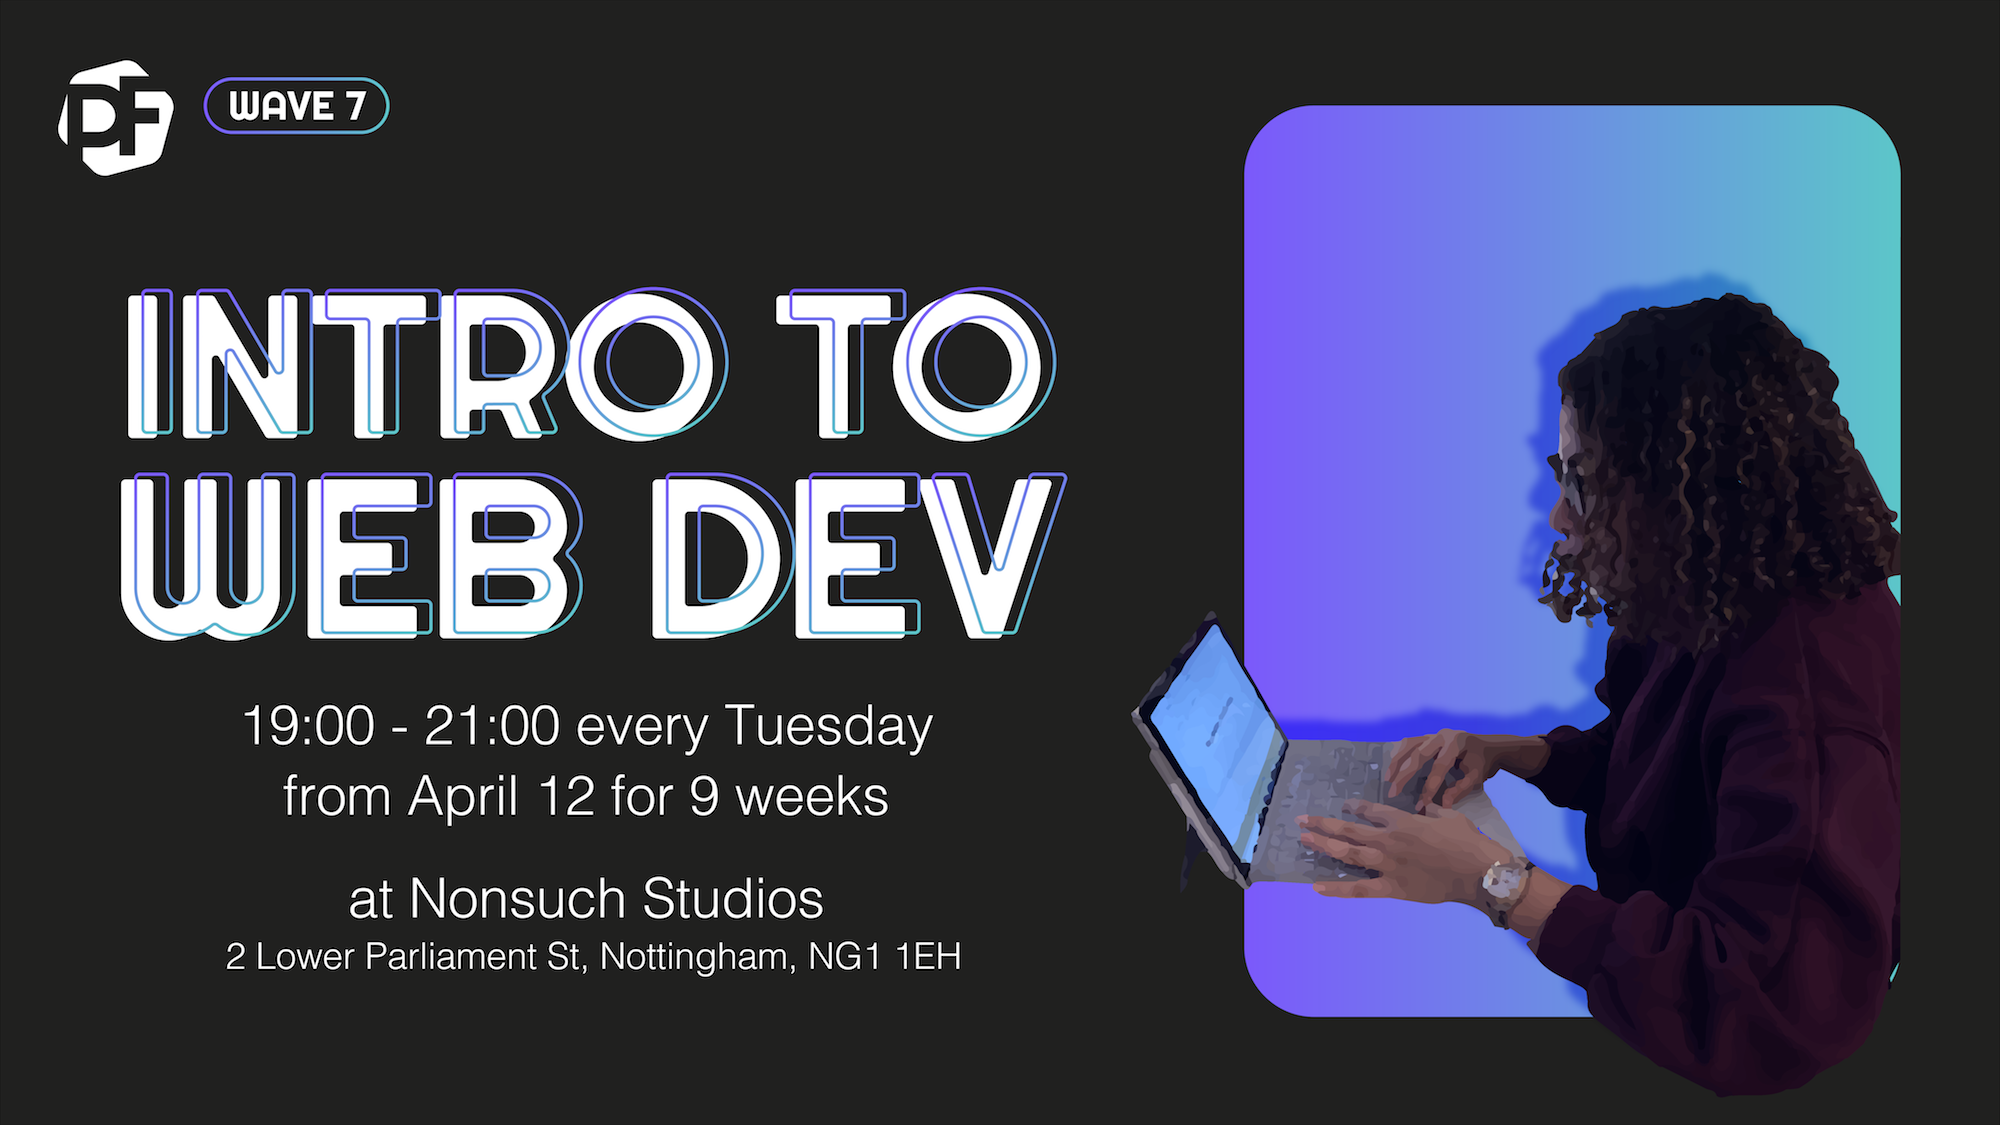 PF
WAVE 7
INTRO TO
WEB DEV
19:00 - 21:00 every Tuesday
from April 12 for 9 weeks
at Nonsuch Studios
2 Lower Parliament St, Nottingham, NG1 1EH